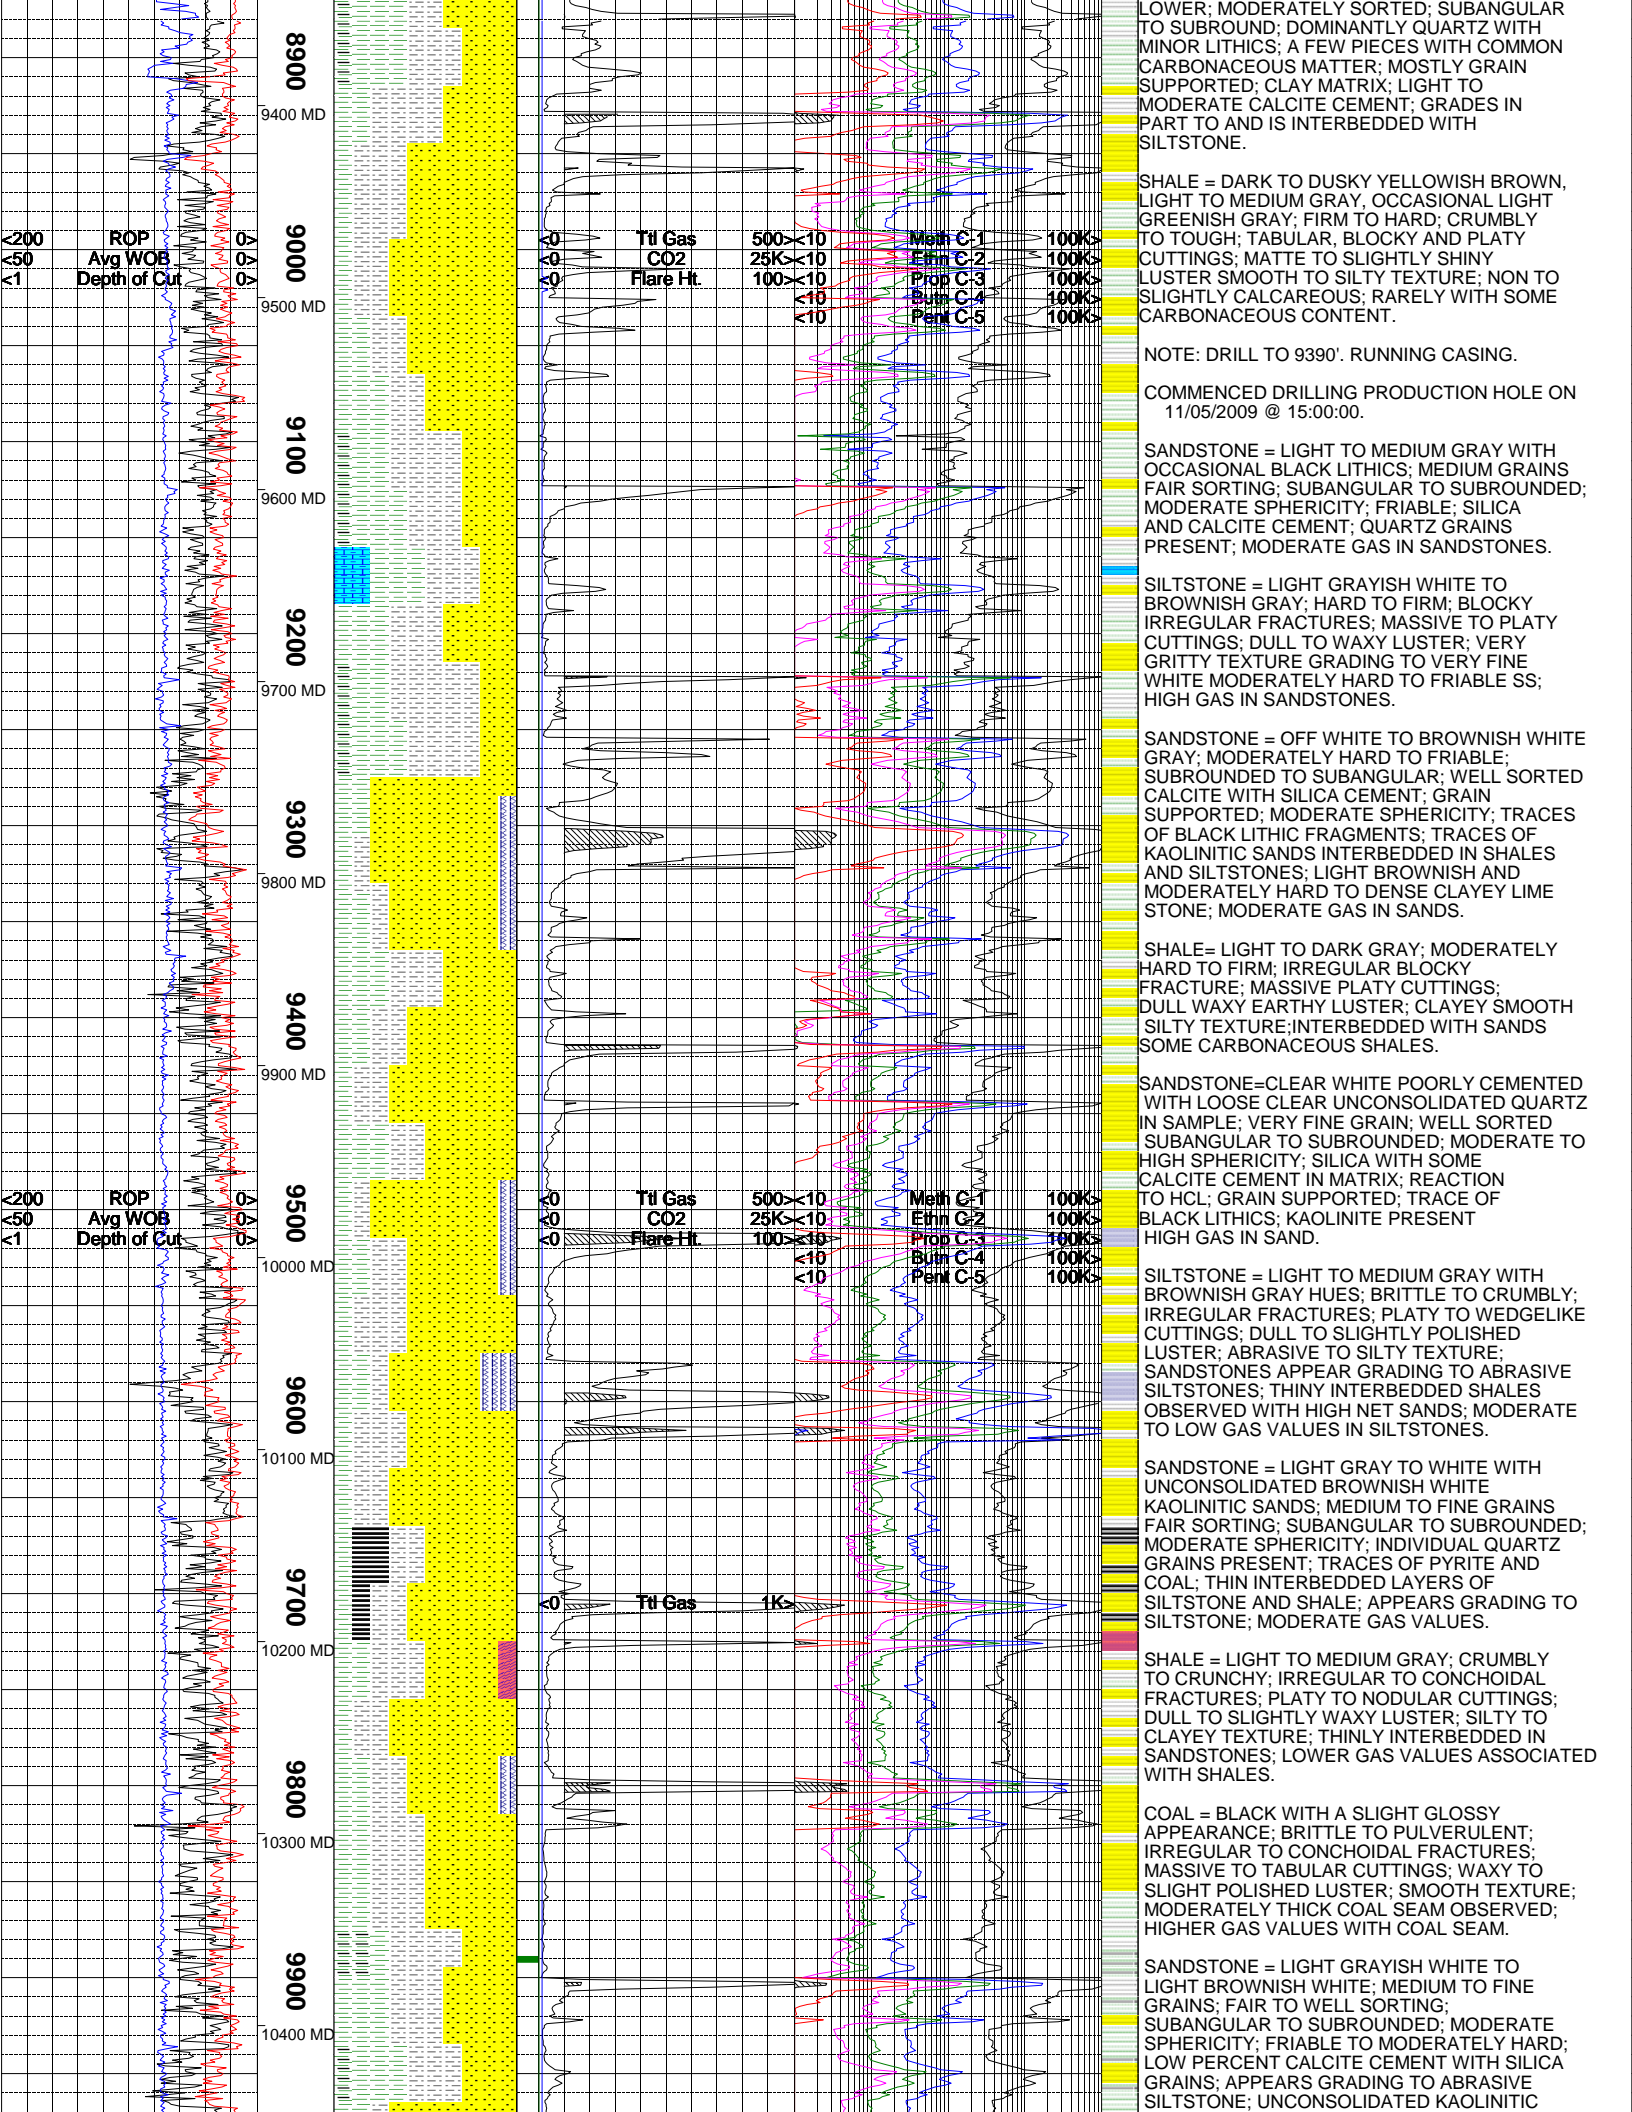 8900
9400 MD
<200 ROP 0>
<50 Avg WOB 0>
<1 Depth of Cut 0>
9000
<0 Ttl Gas 500>
<0 CO2 25K>
<0 Flare Ht. 100>
<10 Meth C-1 100K>
<10 Ethn C-2 100K>
<10 Prop C-3 100K>
<10 Butn C-4 100K>
<10 Pent C-5 100K>
9500 MD
9100
9600 MD
9200
9700 MD
9300
9800 MD
9400
9900 MD
<200 ROP 0>
<50 Avg WOB 0>
<1 Depth of Cut 0>
9500
<0 Ttl Gas 500>
<0 CO2 25K>
<0 Flare Ht. 100>
<10 Meth C-1 100K>
<10 Ethn C-2 100K>
<10 Prop C-3 100K>
<10 Butn C-4 100K>
<10 Pent C-5 100K>
10000 MD
9600
10100 MD
9700
<0 Ttl Gas 1K>
10200 MD
9800
10300 MD
9900
10400 MD
LOWER; MODERATELY SORTED; SUBANGULAR
TO SUBROUND; DOMINANTLY QUARTZ WITH
MINOR LITHICS; A FEW PIECES WITH COMMON
CARBONACEOUS MATTER; MOSTLY GRAIN
SUPPORTED; CLAY MATRIX; LIGHT TO
MODERATE CALCITE CEMENT; GRADES IN
PART TO AND IS INTERBEDDED WITH
SILTSTONE.
SHALE = DARK TO DUSKY YELLOWISH BROWN,
LIGHT TO MEDIUM GRAY, OCCASIONAL LIGHT
GREENISH GRAY; FIRM TO HARD; CRUMBLY
TO TOUGH; TABULAR, BLOCKY AND PLATY
CUTTINGS; MATTE TO SLIGHTLY SHINY
LUSTER SMOOTH TO SILTY TEXTURE; NON TO
SLIGHTLY CALCAREOUS; RARELY WITH SOME
CARBONACEOUS CONTENT.
NOTE: DRILL TO 9390'. RUNNING CASING.
COMMENCED DRILLING PRODUCTION HOLE ON
11/05/2009 @ 15:00:00.
SANDSTONE = LIGHT TO MEDIUM GRAY WITH
OCCASIONAL BLACK LITHICS; MEDIUM GRAINS
FAIR SORTING; SUBANGULAR TO SUBROUNDED;
MODERATE SPHERICITY; FRIABLE; SILICA
AND CALCITE CEMENT; QUARTZ GRAINS
PRESENT; MODERATE GAS IN SANDSTONES.
SILTSTONE = LIGHT GRAYISH WHITE TO
BROWNISH GRAY; HARD TO FIRM; BLOCKY
IRREGULAR FRACTURES; MASSIVE TO PLATY
CUTTINGS; DULL TO WAXY LUSTER; VERY
GRITTY TEXTURE GRADING TO VERY FINE
WHITE MODERATELY HARD TO FRIABLE SS;
HIGH GAS IN SANDSTONES.
SANDSTONE = OFF WHITE TO BROWNISH WHITE
GRAY; MODERATELY HARD TO FRIABLE;
SUBROUNDED TO SUBANGULAR; WELL SORTED
CALCITE WITH SILICA CEMENT; GRAIN
SUPPORTED; MODERATE SPHERICITY; TRACES
OF BLACK LITHIC FRAGMENTS; TRACES OF
KAOLINITIC SANDS INTERBEDDED IN SHALES
AND SILTSTONES; LIGHT BROWNISH AND
MODERATELY HARD TO DENSE CLAYEY LIME
STONE; MODERATE GAS IN SANDS.
SHALE= LIGHT TO DARK GRAY; MODERATELY
HARD TO FIRM; IRREGULAR BLOCKY
FRACTURE; MASSIVE PLATY CUTTINGS;
DULL WAXY EARTHY LUSTER; CLAYEY SMOOTH
SILTY TEXTURE;INTERBEDDED WITH SANDS
SOME CARBONACEOUS SHALES.
SANDSTONE=CLEAR WHITE POORLY CEMENTED
WITH LOOSE CLEAR UNCONSOLIDATED QUARTZ
IN SAMPLE; VERY FINE GRAIN; WELL SORTED
SUBANGULAR TO SUBROUNDED; MODERATE TO
HIGH SPHERICITY; SILICA WITH SOME
CALCITE CEMENT IN MATRIX; REACTION
TO HCL; GRAIN SUPPORTED; TRACE OF
BLACK LITHICS; KAOLINITE PRESENT
HIGH GAS IN SAND.
SILTSTONE = LIGHT TO MEDIUM GRAY WITH
BROWNISH GRAY HUES; BRITTLE TO CRUMBLY;
IRREGULAR FRACTURES; PLATY TO WEDGELIKE
CUTTINGS; DULL TO SLIGHTLY POLISHED
LUSTER; ABRASIVE TO SILTY TEXTURE;
SANDSTONES APPEAR GRADING TO ABRASIVE
SILTSTONES; THINY INTERBEDDED SHALES
OBSERVED WITH HIGH NET SANDS; MODERATE
TO LOW GAS VALUES IN SILTSTONES.
SANDSTONE = LIGHT GRAY TO WHITE WITH
UNCONSOLIDATED BROWNISH WHITE
KAOLINITIC SANDS; MEDIUM TO FINE GRAINS
FAIR SORTING; SUBANGULAR TO SUBROUNDED;
MODERATE SPHERICITY; INDIVIDUAL QUARTZ
GRAINS PRESENT; TRACES OF PYRITE AND
COAL; THIN INTERBEDDED LAYERS OF
SILTSTONE AND SHALE; APPEARS GRADING TO
SILTSTONE; MODERATE GAS VALUES.
SHALE = LIGHT TO MEDIUM GRAY; CRUMBLY
TO CRUNCHY; IRREGULAR TO CONCHOIDAL
FRACTURES; PLATY TO NODULAR CUTTINGS;
DULL TO SLIGHTLY WAXY LUSTER; SILTY TO
CLAYEY TEXTURE; THINLY INTERBEDDED IN
SANDSTONES; LOWER GAS VALUES ASSOCIATED
WITH SHALES.
COAL = BLACK WITH A SLIGHT GLOSSY
APPEARANCE; BRITTLE TO PULVERULENT;
IRREGULAR TO CONCHOIDAL FRACTURES;
MASSIVE TO TABULAR CUTTINGS; WAXY TO
SLIGHT POLISHED LUSTER; SMOOTH TEXTURE;
MODERATELY THICK COAL SEAM OBSERVED;
HIGHER GAS VALUES WITH COAL SEAM.
SANDSTONE = LIGHT GRAYISH WHITE TO
LIGHT BROWNISH WHITE; MEDIUM TO FINE
GRAINS; FAIR TO WELL SORTING;
SUBANGULAR TO SUBROUNDED; MODERATE
SPHERICITY; FRIABLE TO MODERATELY HARD;
LOW PERCENT CALCITE CEMENT WITH SILICA
GRAINS; APPEARS GRADING TO ABRASIVE
SILTSTONE; UNCONSOLIDATED KAOLINITIC